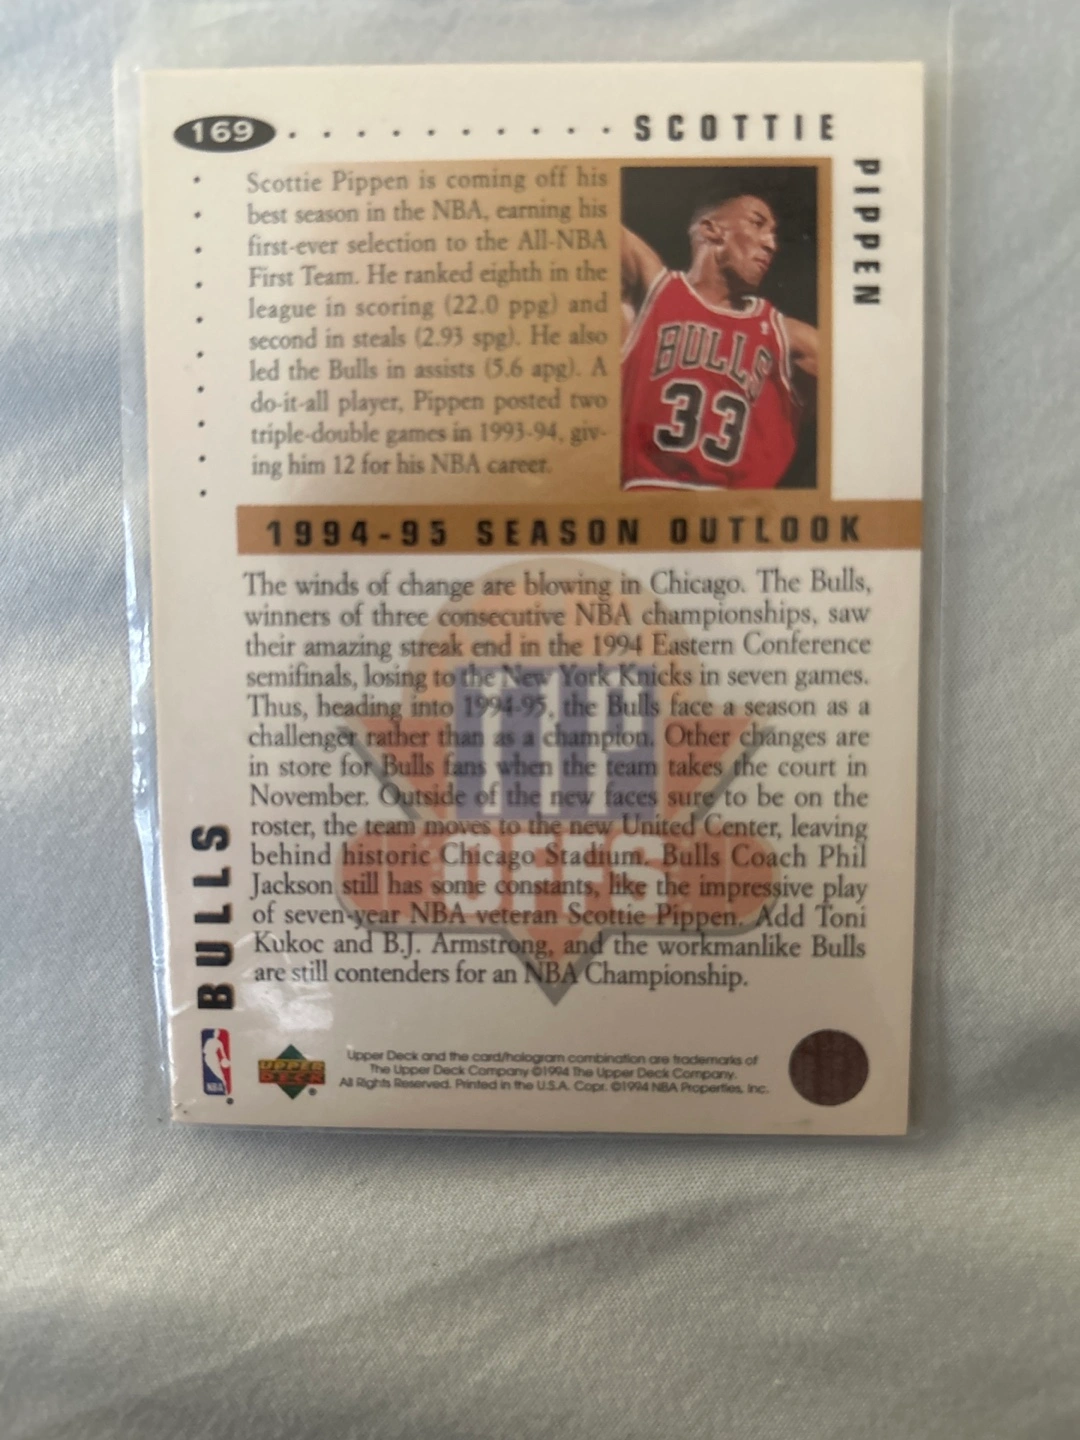 169
SCOTTIE
PIPPEN
Scottie Pippen is coming off his
best season in the NBA, earning his
first-ever selection to the All-NBA
First Team. He ranked eighth in the
league in scoring (22.0 ppg) and
second in steals (2.93 spg). He also
led the Bulls in assists (5.6 apg). A
do-it-all player, Pippen posted two
triple-double games in 1993-94, giv-
ing him 12 for his NBA career.
BULLS
33
1994-95 SEASON OUTLOOK
The winds of change are blowing in Chicago. The Bulls,
winners of three consecutive NBA championships, saw
their amazing streak end in the 1994 Eastern Conference
semifinals, losing to the New York Knicks in seven games.
Thus, heading into 1994-95, the Bulls face a season as a
challenger rather than as a champion. Other changes are
in store for Bulls fans when the team takes the court in
November. Outside of the new faces sure to be on the
roster, the team moves to the new United Center, leaving
behind historic Chicago Stadium. Bulls Coach Phil
Jackson still has some constants, like the impressive play
of seven-year NBA veteran Scottie Pippen. Add Toni
Kukoc and B.J. Armstrong, and the workmanlike Bulls
are still contenders for an NBA Championship.
BULLS
NBA
UPPER
DECK
Upper Deck and the card/hologram combination are trademarks of
The Upper Deck Company ©1994 The Upper Deck Company.
All Rights Reserved. Printed in the U.S.A. Copr. ©1994 NBA Properties, Inc.